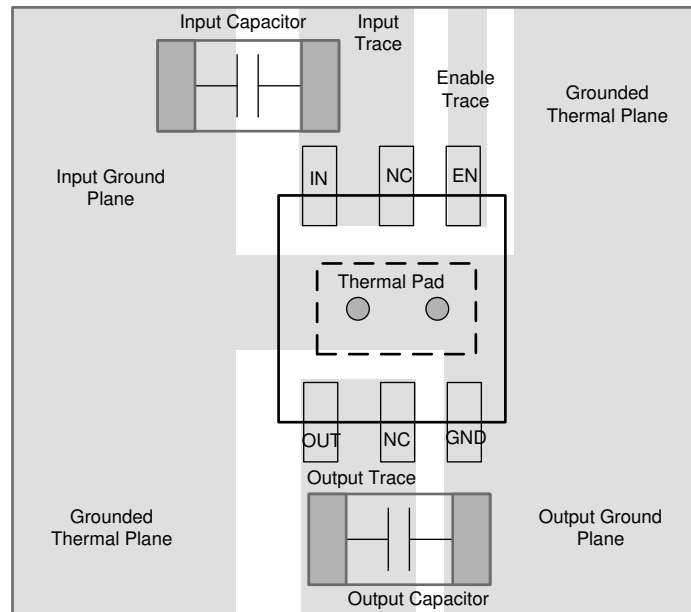 Input Capacitor
Input
Trace
Enable
Trace
Grounded
Thermal Plane
Input Ground
Plane
IN
NC
EN
Thermal Pad
OUT
NC
GND
Output Trace
Grounded
Thermal Plane
Output Ground
Plane
Output Capacitor